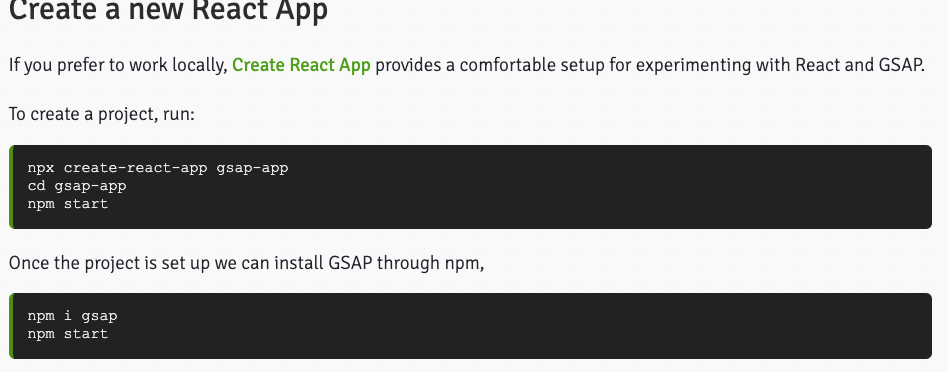 Create a new React App
If you prefer to work locally, Create React App provides a comfortable setup for experimenting with React and GSAP.
To create a project, run:
npx create-react-app gsap-app
cd gsap-app
npm start
Once the project is set up we can install GSAP through npm,
npm i gsap
npm start